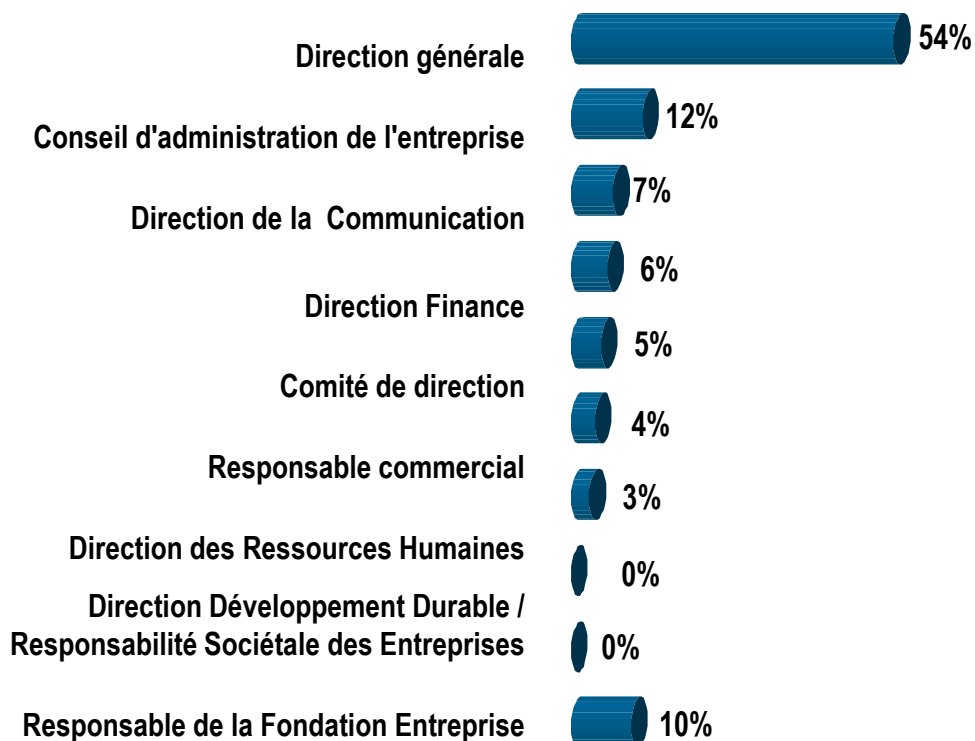 54%
Direction générale
12%
Conseil d'administration de l'entreprise
7%
Direction de la Communication
6%
Direction Finance
5%
Comité de direction
4%
Responsable commercial
3%
Direction des Ressources Humaines
0%
Direction Développement Durable /
Responsabilité Sociétale des Entreprises
0%
Responsable de la Fondation Entreprise
10%